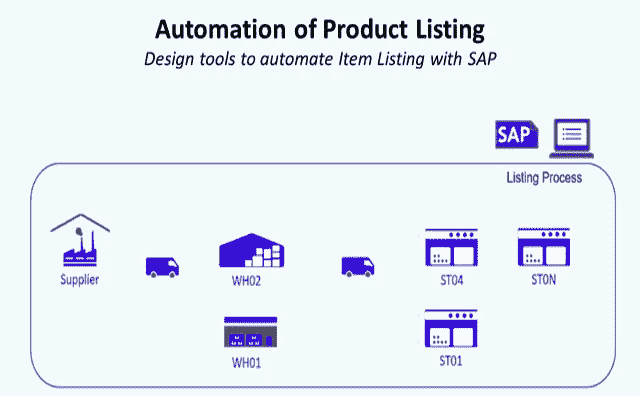 Automation of Product Listing
Design tools to automate Item Listing with SAP
SAP
Listing Process
Supplier
WH02
ST04
ST0N
WH01
ST01